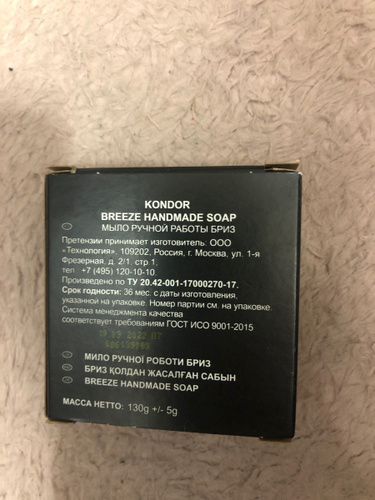 KONDOR
BREEZE HANDMADE SOAP
МЫЛО РУЧНОЙ РАБОТЫ БРИЗ
Претензии принимает изготовитель: ООО
«Технология», 109202, Россия, г. Москва, ул. 1-я
Фрезерная, д. 2/1, стр.1,
тел.: +7 (495) 120-10-10.
Произведено по ТУ 20.42-001-17000270-17.
Срок годности: 36 мес. с даты изготовления,
указанной на упаковке. Номер партии см. на упаковке.
Система менеджмента качества
соответствует требованиям ГОСТ ИСО 9001-2015
МИЛО РУЧНОЇ РОБОТИ БРИЗ
БРИЗ ҚОЛДАН ЖАСАЛҒАН САБЫН
BREEZE HANDMADE SOAP
МАССА НЕТТО: 130g +/- 5g